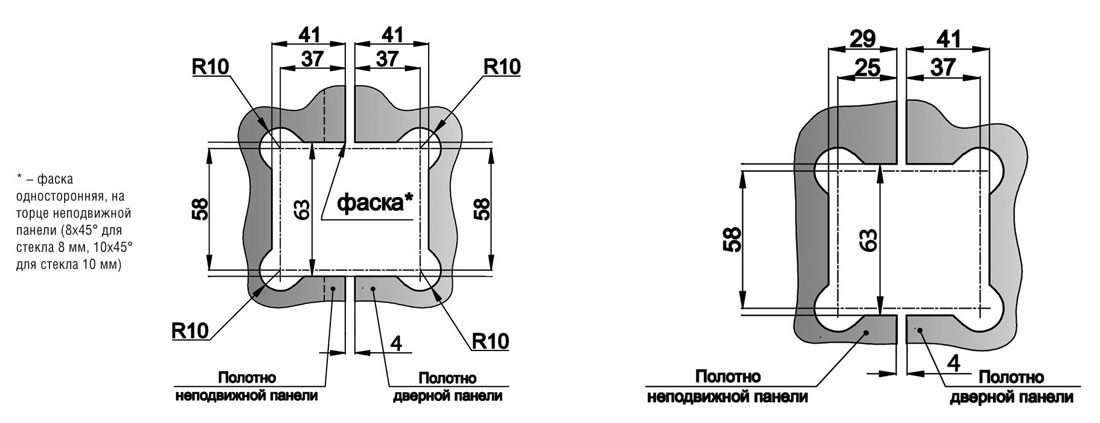 41
41
37
37
R10
R10
* – фаска
односторонняя, на
торце неподвижной
панели (8х45° для
стекла 8 мм, 10х45°
для стекла 10 мм)
58
63
фаска*
58
R10
R10
4
Полотно
неподвижной панели
Полотно
дверной панели
29
41
25
37
58
63
4
Полотно
неподвижной панели
Полотно
дверной панели